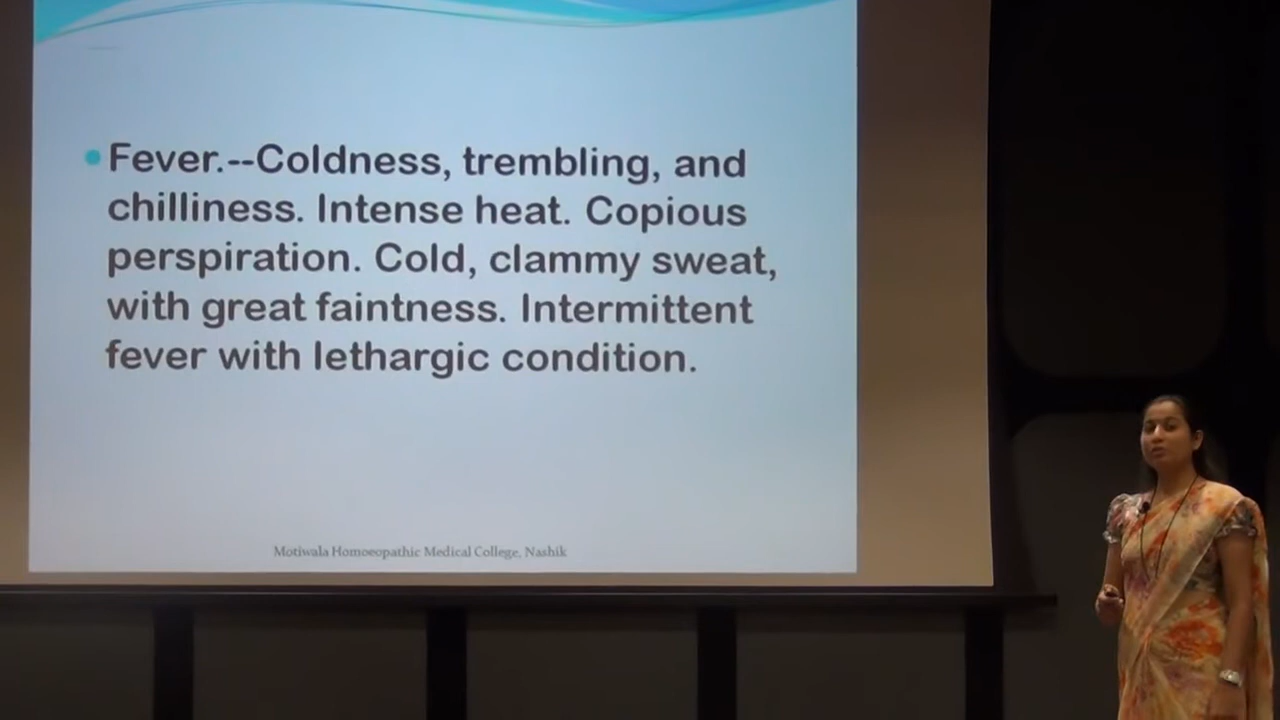 Fever.--Coldness, trembling, and
chilliness. Intense heat. Copious
perspiration. Cold, clammy sweat,
with great faintness. Intermittent
fever with lethargic condition.
Motiwala Homoeopathic Medical College, Nashik